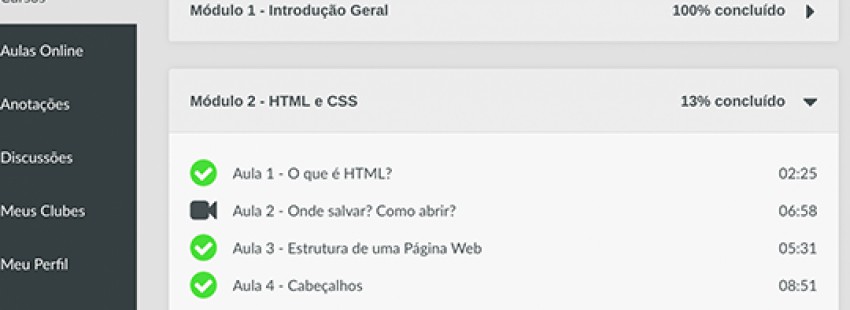 Cursos
Aulas Online
Anotações
Discussões
Meus Clubes
Meu Perfil
Módulo 1 - Introdução Geral 100% concluído
Módulo 2 - HTML e CSS 13% concluído
Aula 1 - O que é HTML? 02:25
Aula 2 - Onde salvar? Como abrir? 06:58
Aula 3 - Estrutura de uma Página Web 05:31
Aula 4 - Cabeçalhos 08:51